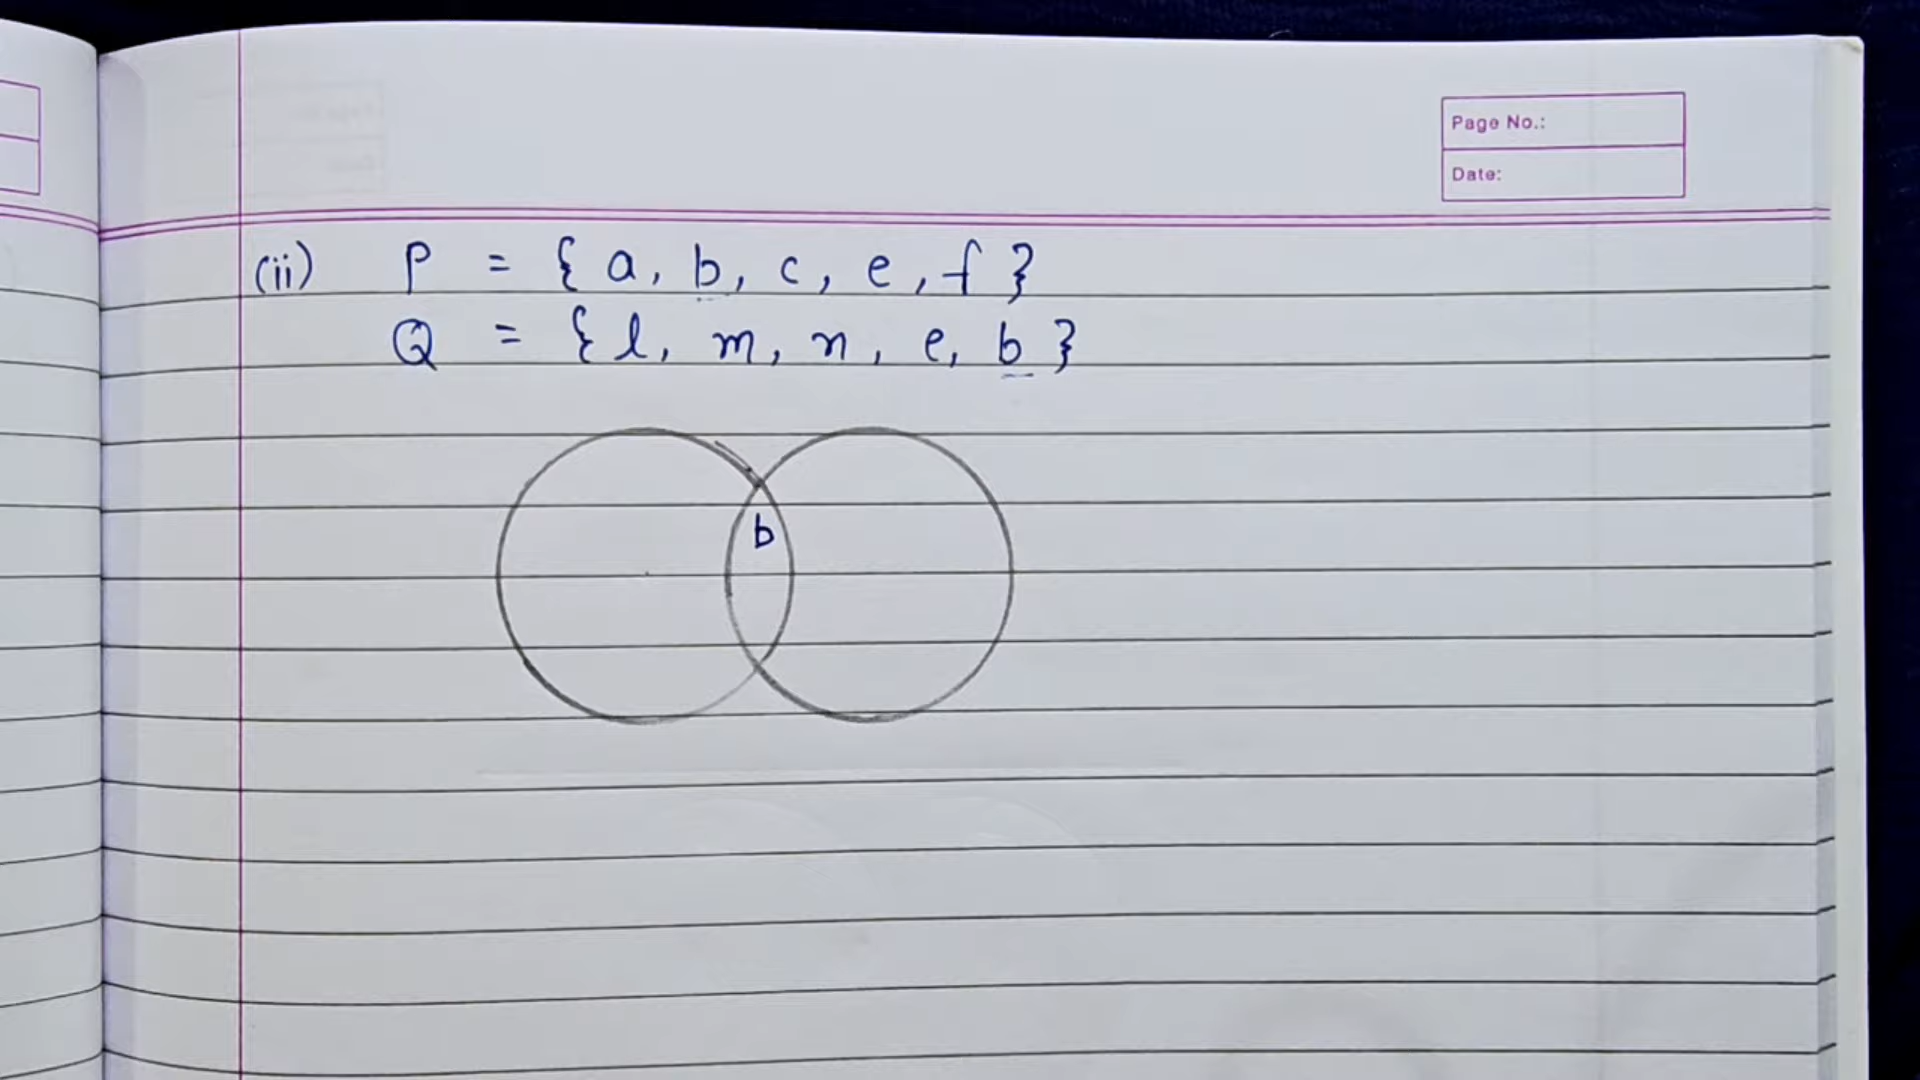 Page No.:
Date:
(ii) P = { a, b, c, e, f }
Q = { l, m, n, e, b }
b